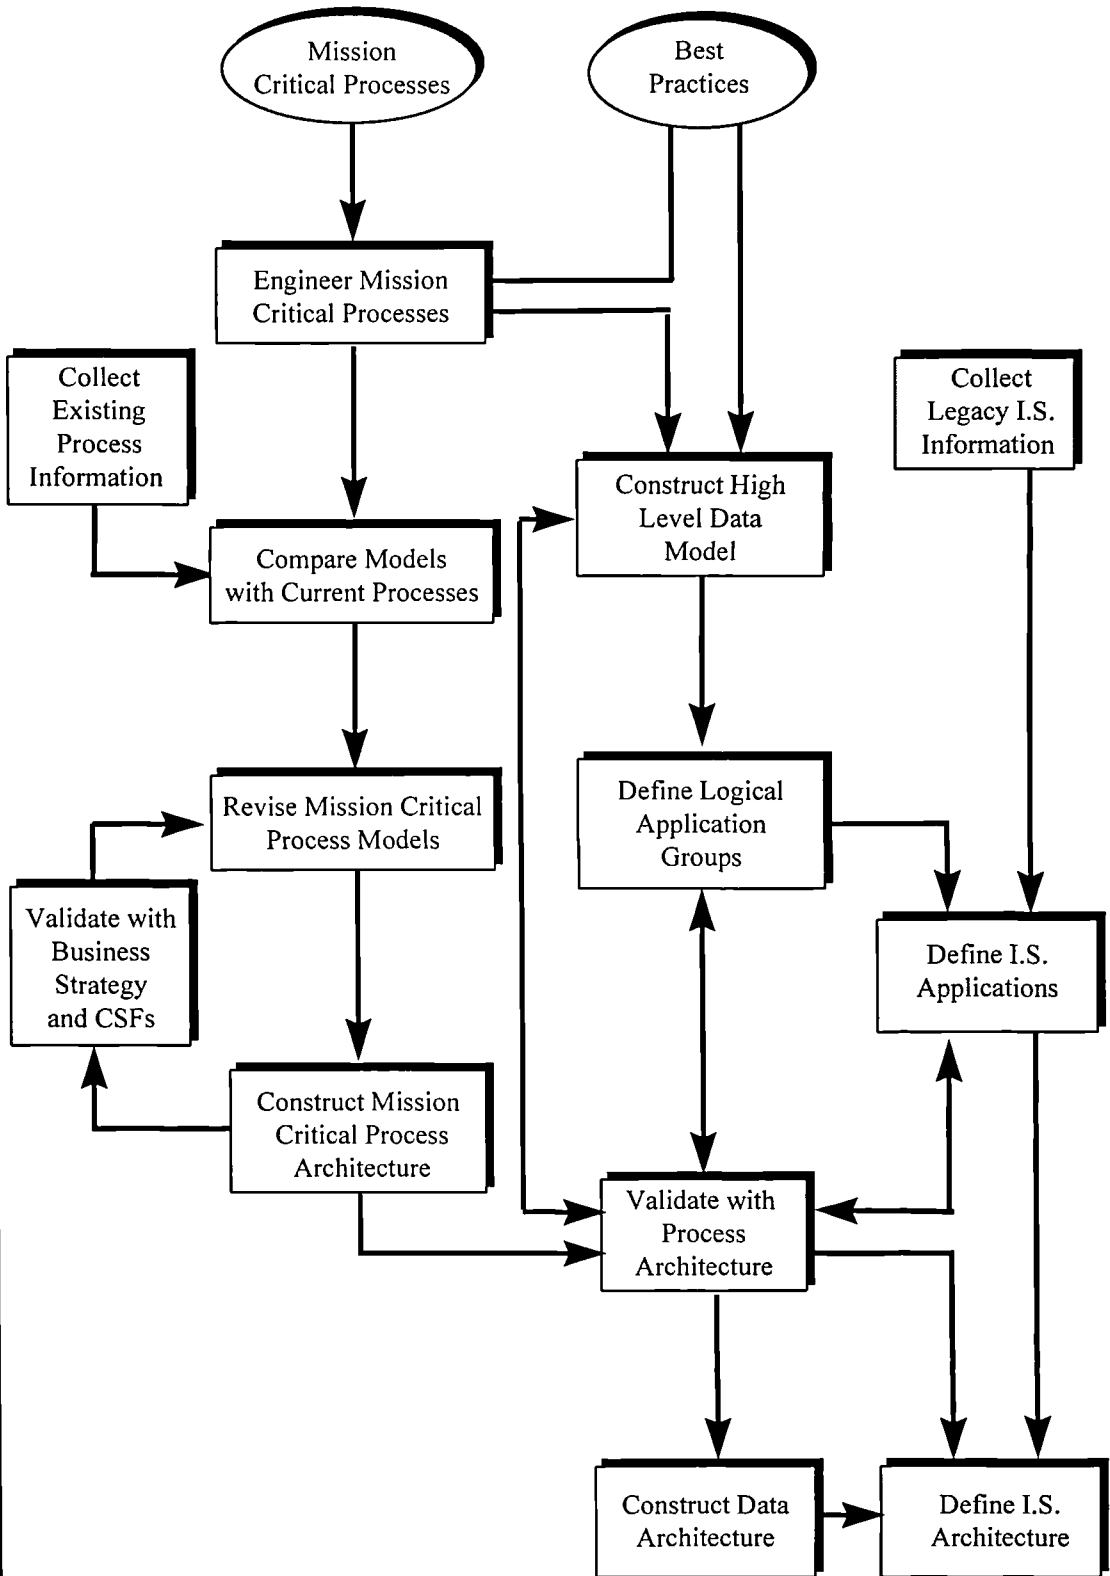 Mission
Critical Processes
Best
Practices
Engineer Mission
Critical Processes
Collect
Existing
Process
Information
Collect
Legacy I.S.
Information
Construct High
Level Data
Model
Compare Models
with Current Processes
Revise Mission Critical
Process Models
Define Logical
Application
Groups
Validate with
Business
Strategy
and CSFs
Define I.S.
Applications
Construct Mission
Critical Process
Architecture
Validate with
Process
Architecture
Construct Data
Architecture
Define I.S.
Architecture